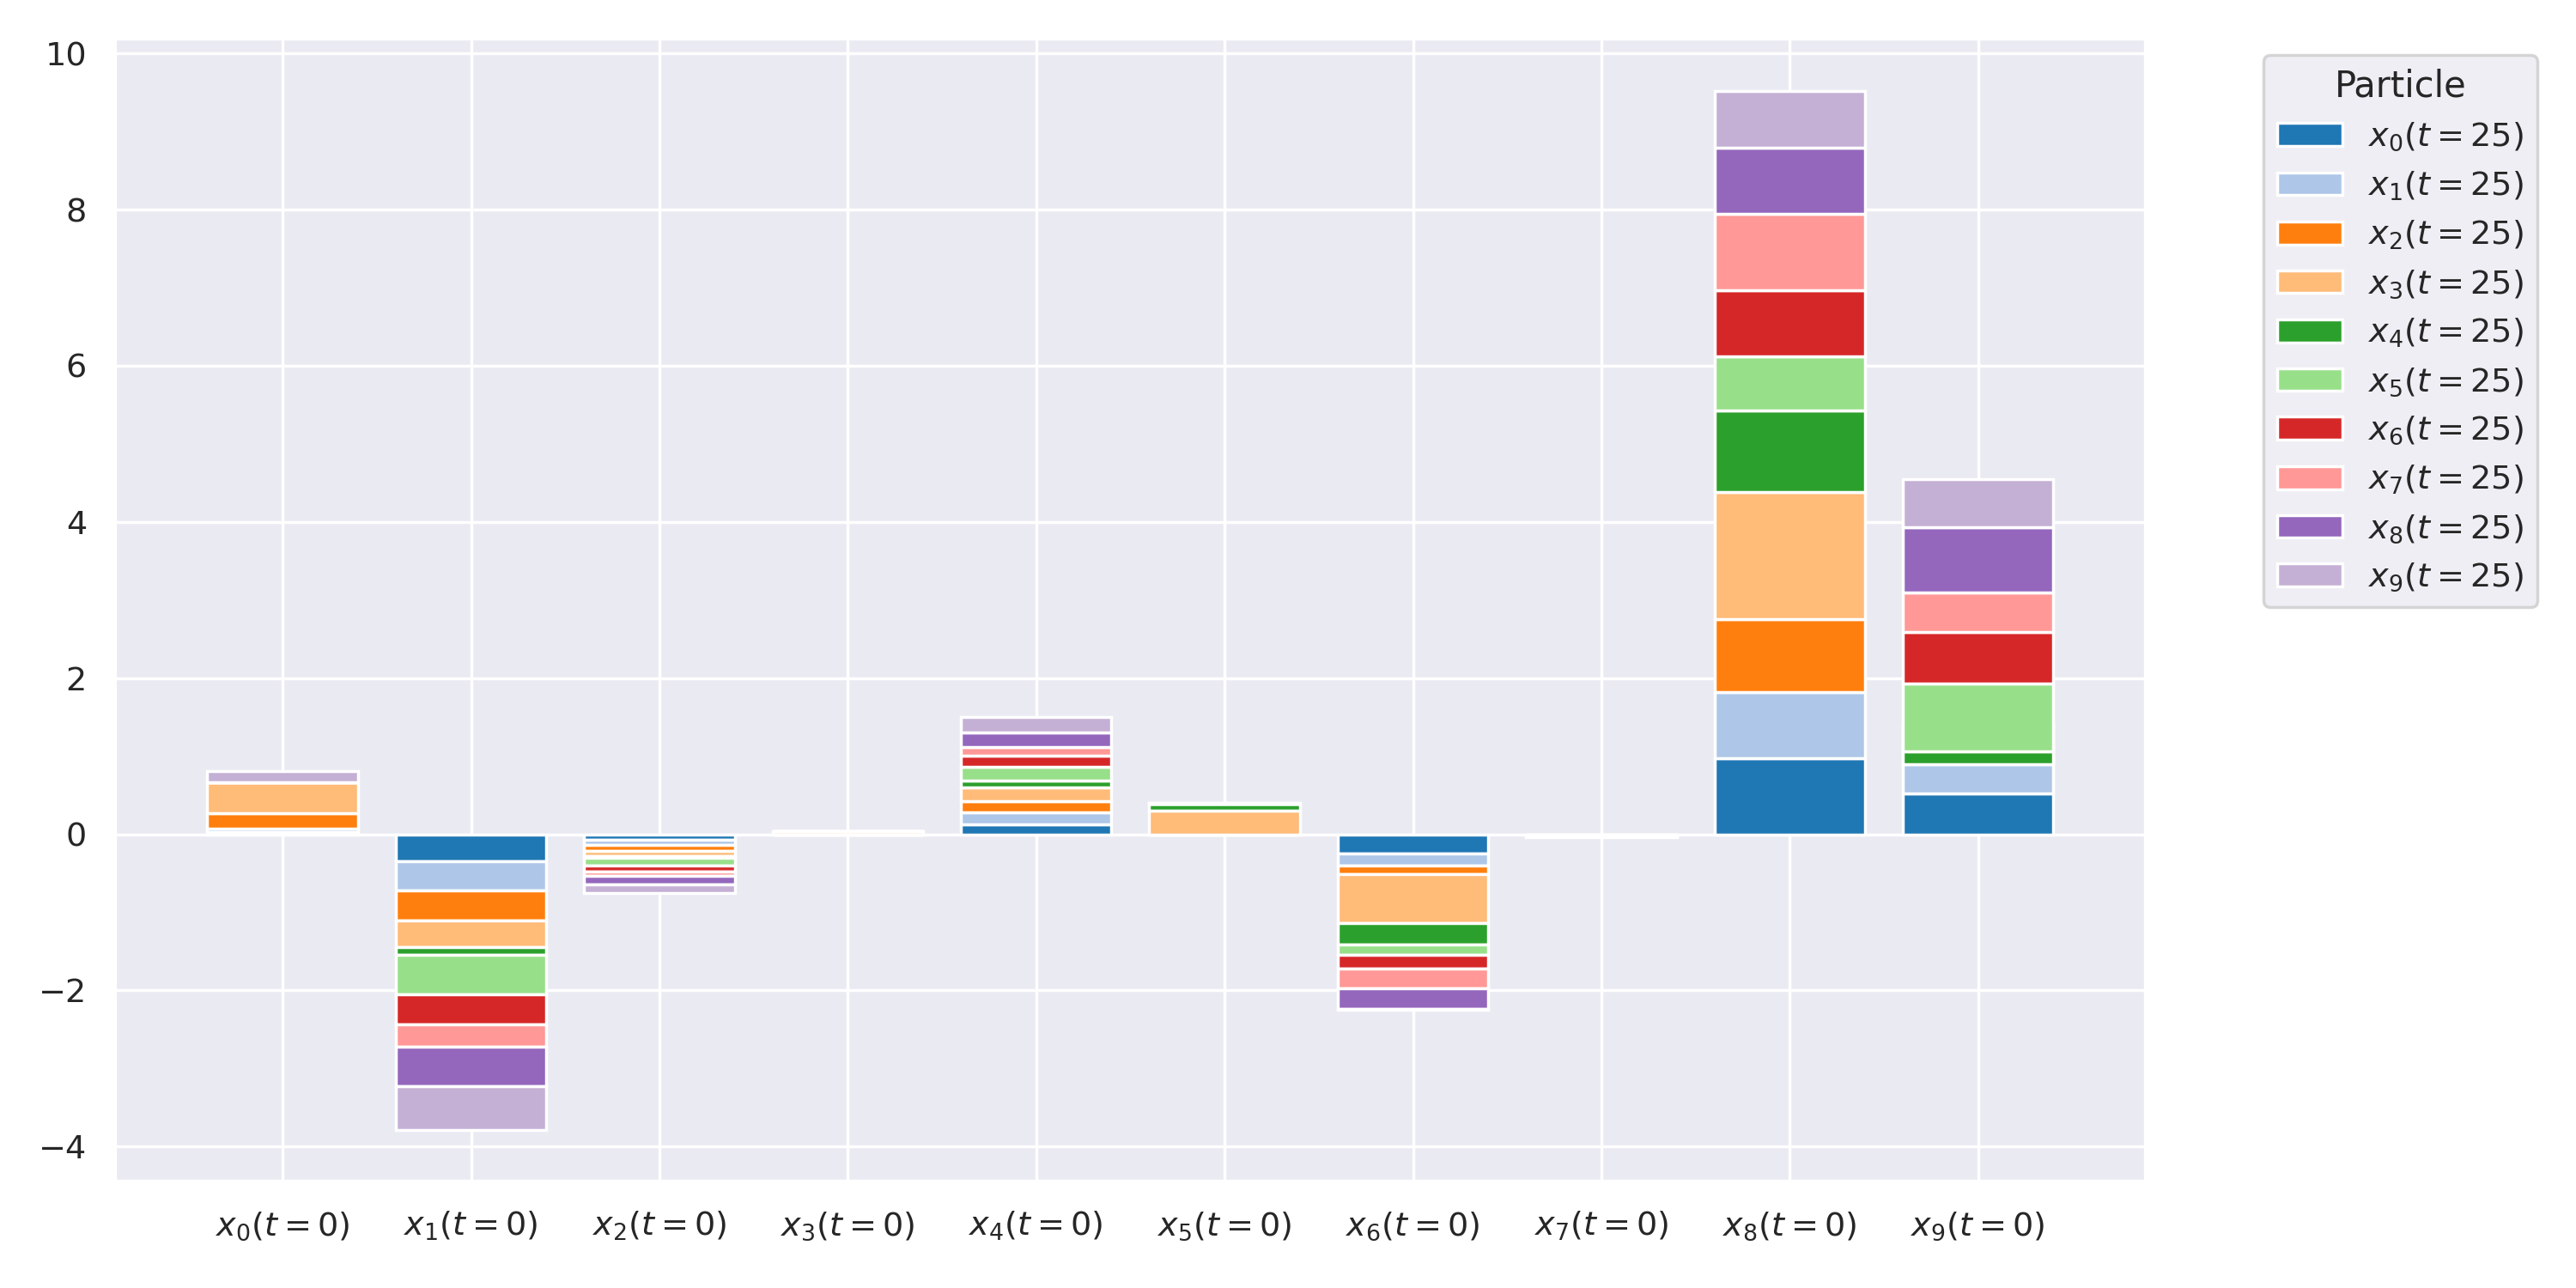 10
8
6
4
2
0
−2
−4
x₀(t = 0) x₁(t = 0) x₂(t = 0) x₃(t = 0) x₄(t = 0) x₅(t = 0) x₆(t = 0) x₇(t = 0) x₈(t = 0) x₉(t = 0)
Particle
x₀(t = 25)
x₁(t = 25)
x₂(t = 25)
x₃(t = 25)
x₄(t = 25)
x₅(t = 25)
x₆(t = 25)
x₇(t = 25)
x₈(t = 25)
x₉(t = 25)